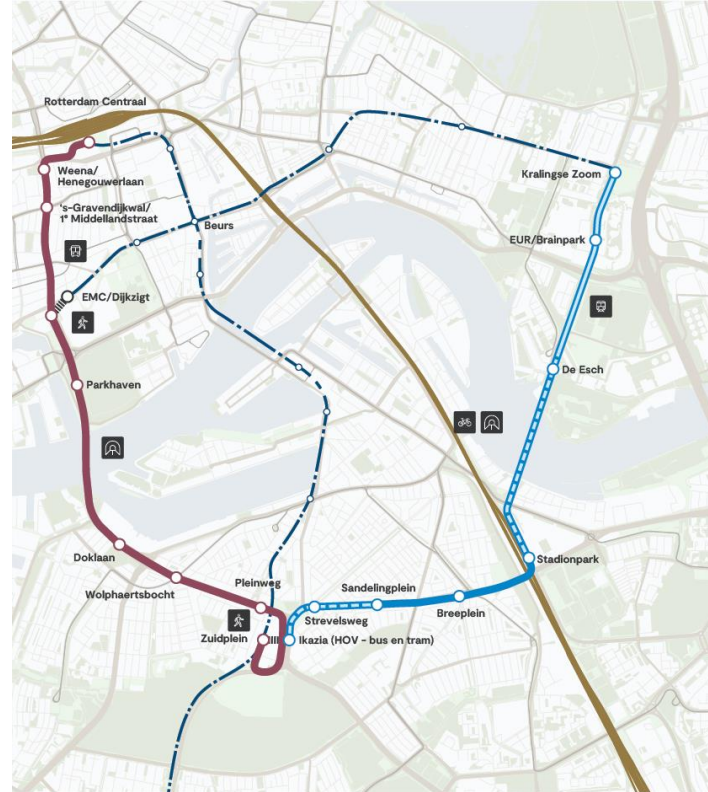 Rotterdam Centraal
Kralingse Zoom
Weena/
Henegouwerlaan
's-Gravendijkwal/
1e Middellandstraat
Beurs
EUR/Brainpark
EMC/Dijkzigt
De Esch
Parkhaven
Doklaan
Stadionpark
Wolphaertsbocht
Pleinweg
Sandelingplein
Breeplein
Strevelsweg
Zuidplein
Ikazia (HOV - bus en tram)